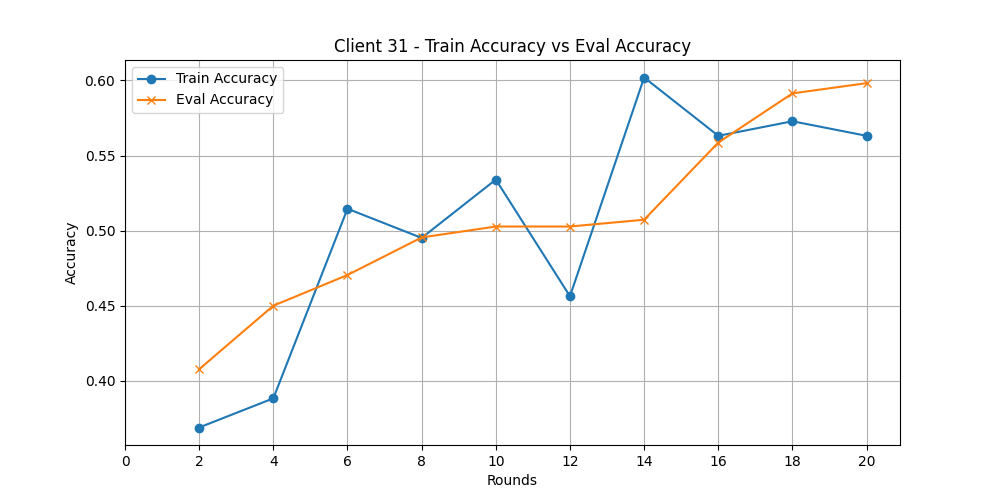 Client 31 - Train Accuracy vs Eval Accuracy
Train Accuracy
Eval Accuracy
Accuracy
0.60
0.55
0.50
0.45
0.40
0 2 4 6 8 10 12 14 16 18 20
Rounds